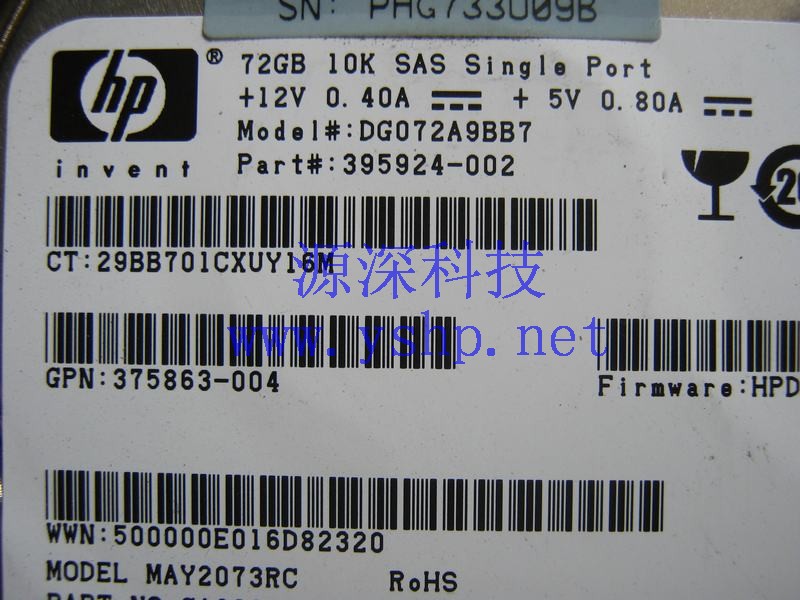 SN: PHG733U09B
hp
invent
®
72GB 10K SAS Single Port
+12V 0.40A + 5V 0.80A
Model#:DG072A9BB7
Part#:395924-002
20
CT:29BB701CXUY16M
源深科技
www.yshp.net
GPN:375863-004
Firmware:HPD
WWN:500000E016D82320
MODEL MAY2073RC RoHS